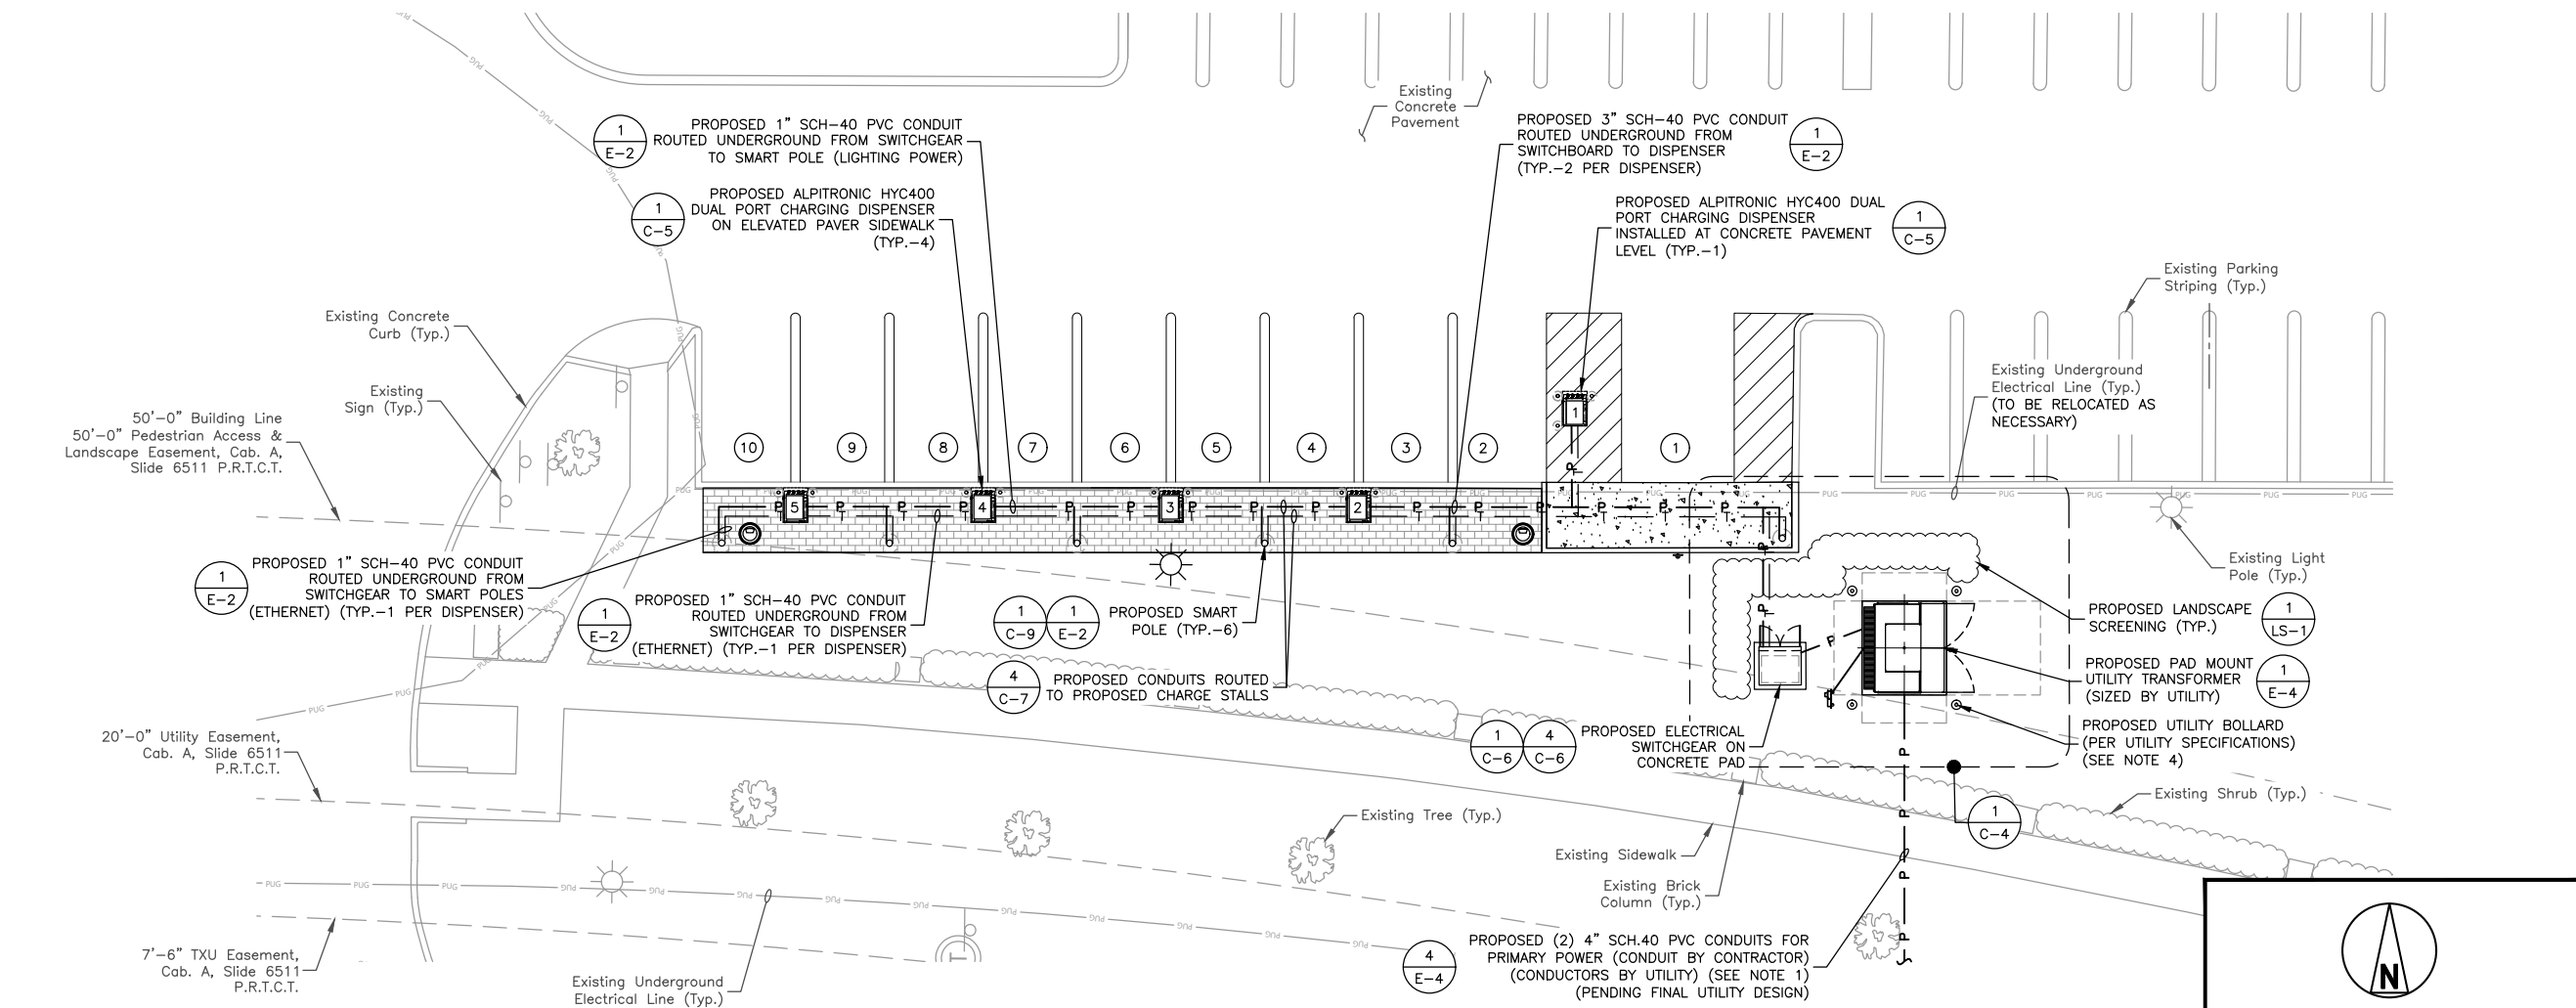 Existing
Concrete
Pavement
1
E-2
PROPOSED 1" SCH-40 PVC CONDUIT
ROUTED UNDERGROUND FROM SWITCHGEAR
TO SMART POLE (LIGHTING POWER)
1
C-5
PROPOSED ALPITRONIC HYC400
DUAL PORT CHARGING DISPENSER
ON ELEVATED PAVER SIDEWALK
(TYP.-4)
PROPOSED 3" SCH-40 PVC CONDUIT
ROUTED UNDERGROUND FROM
SWITCHBOARD TO DISPENSER
(TYP.-2 PER DISPENSER)
1
E-2
PROPOSED ALPITRONIC HYC400 DUAL
PORT CHARGING DISPENSER
INSTALLED AT CONCRETE PAVEMENT
LEVEL (TYP.-1)
1
C-5
Existing Parking
Striping (Typ.)
Existing Concrete
Curb (Typ.)
Existing
Sign (Typ.)
50'-0" Building Line
50'-0" Pedestrian Access &
Landscape Easement, Cab. A,
Slide 6511 P.R.T.C.T.
Existing Underground
Electrical Line (Typ.)
(TO BE RELOCATED AS
NECESSARY)
10
9
8
7
6
5
4
3
2
1
5
4
3
2
1
1
E-2
PROPOSED 1" SCH-40 PVC CONDUIT
ROUTED UNDERGROUND FROM
SWITCHGEAR TO SMART POLES
(ETHERNET) (TYP.-1 PER DISPENSER)
1
E-2
PROPOSED 1" SCH-40 PVC CONDUIT
ROUTED UNDERGROUND FROM
SWITCHGEAR TO DISPENSER
(ETHERNET) (TYP.-1 PER DISPENSER)
1
C-9
1
E-2
PROPOSED SMART
POLE (TYP.-6)
4
C-7
PROPOSED CONDUITS ROUTED
TO PROPOSED CHARGE STALLS
Existing Light
Pole (Typ.)
PROPOSED LANDSCAPE
SCREENING (TYP.)
1
LS-1
PROPOSED PAD MOUNT
UTILITY TRANSFORMER
(SIZED BY UTILITY)
1
E-4
PROPOSED UTILITY BOLLARD
(PER UTILITY SPECIFICATIONS)
(SEE NOTE 4)
1
C-6
4
C-6
PROPOSED ELECTRICAL
SWITCHGEAR ON
CONCRETE PAD
20'-0" Utility Easement,
Cab. A, Slide 6511
P.R.T.C.T.
Existing Shrub (Typ.)
1
C-4
Existing Tree (Typ.)
Existing Sidewalk
Existing Brick
Column (Typ.)
7'-6" TXU Easement,
Cab. A, Slide 6511
P.R.T.C.T.
Existing Underground
Electrical Line (Typ.)
4
E-4
PROPOSED (2) 4" SCH.40 PVC CONDUITS FOR
PRIMARY POWER (CONDUIT BY CONTRACTOR)
(CONDUCTORS BY UTILITY) (SEE NOTE 1)
(PENDING FINAL UTILITY DESIGN)
N